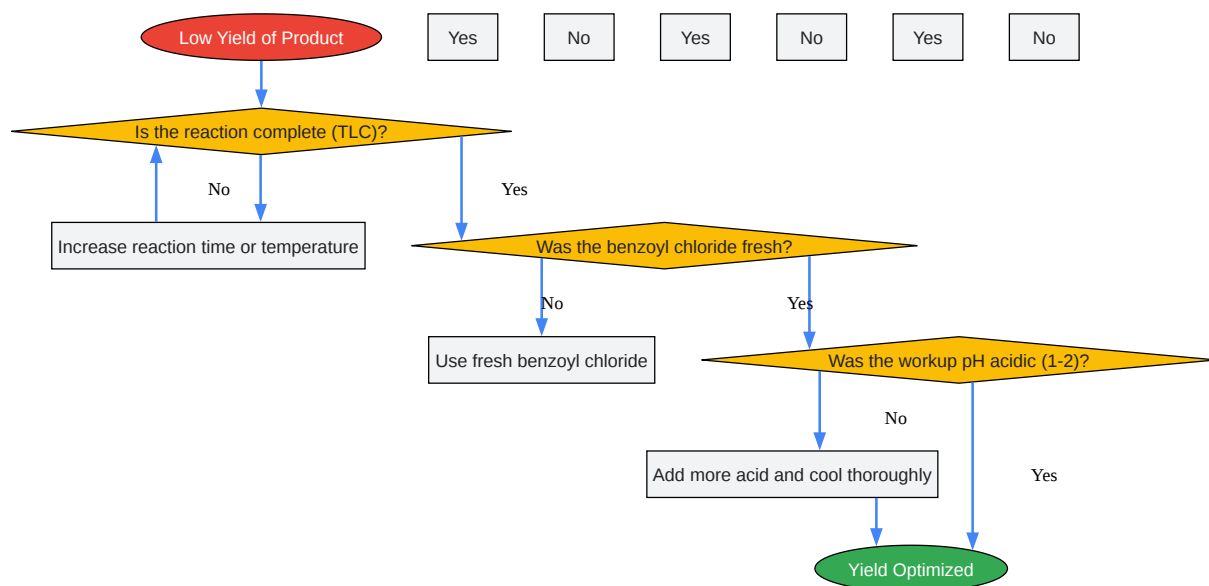 Low Yield of Product
Yes
No
Yes
No
Yes
No
Is the reaction complete (TLC)?
No
Yes
Increase reaction time or temperature
Was the benzoyl chloride fresh?
No
Yes
Use fresh benzoyl chloride
Was the workup pH acidic (1-2)?
No
Add more acid and cool thoroughly
Yes
Yield Optimized